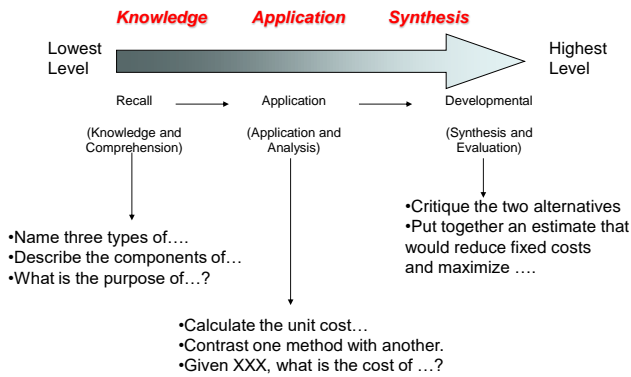 Knowledge Application Synthesis
Lowest
Level
Highest
Level
Recall Application Developmental
(Knowledge and
Comprehension)
(Application and
Analysis)
(Synthesis and
Evaluation)
•Name three types of….
•Describe the components of…
•What is the purpose of…?
•Critique the two alternatives
•Put together an estimate that
would reduce fixed costs
and maximize ….
•Calculate the unit cost…
•Contrast one method with another.
•Given XXX, what is the cost of …?